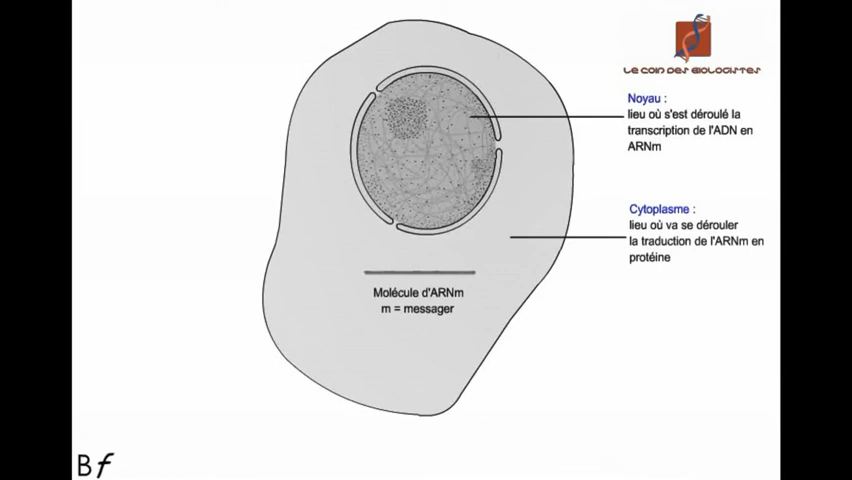 LE COIN DES BIOLOGISTES
Noyau :
lieu où s'est déroulé la
transcription de l'ADN en
ARNm
Cytoplasme :
lieu où va se dérouler
la traduction de l'ARNm en
protéine
Molécule d'ARNm
m = messager
Bf